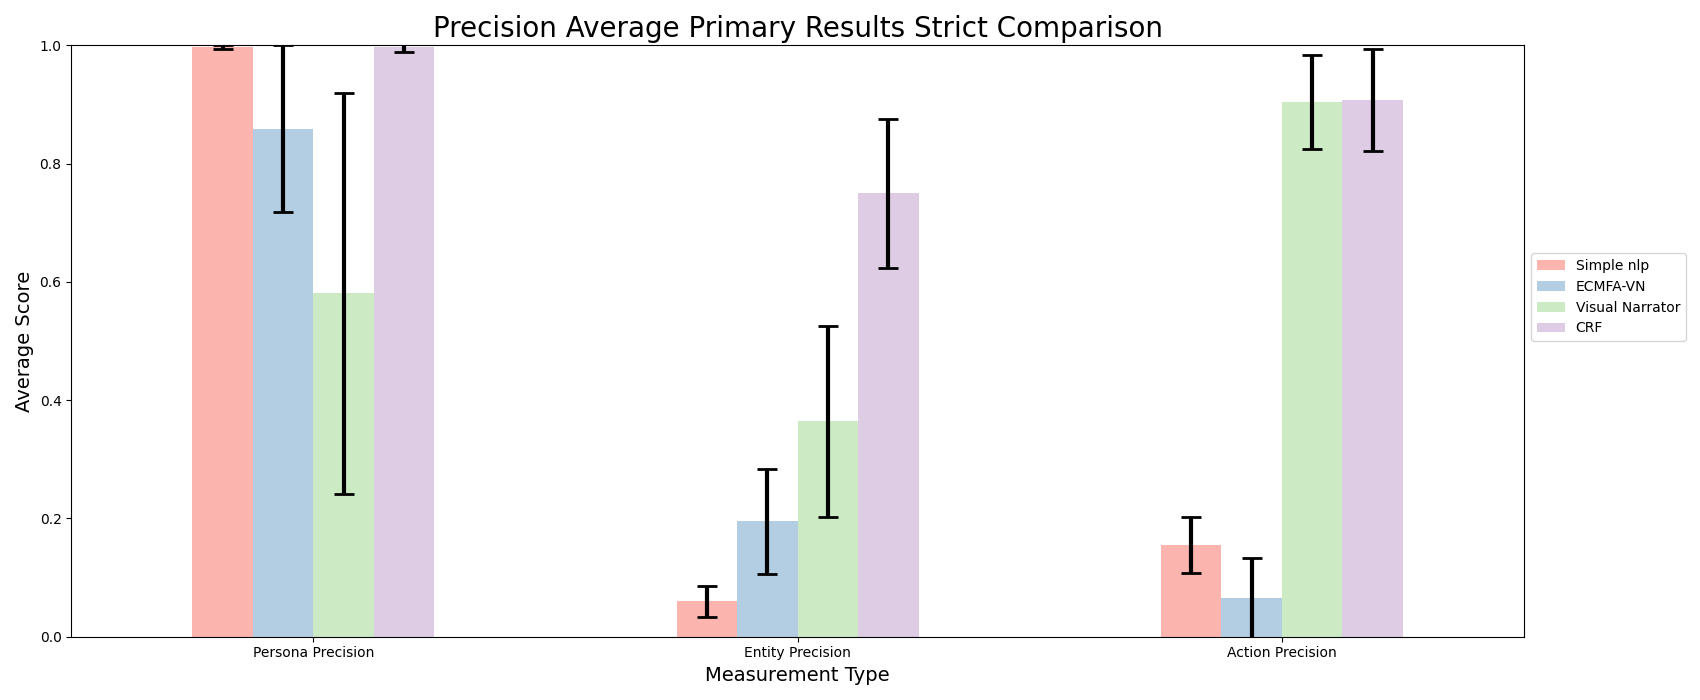 Precision Average Primary Results Strict Comparison
1.0
0.8
0.6
0.4
0.2
0.0
Average Score
Persona Precision
Entity Precision
Action Precision
Measurement Type
Simple nlp
ECMFA-VN
Visual Narrator
CRF